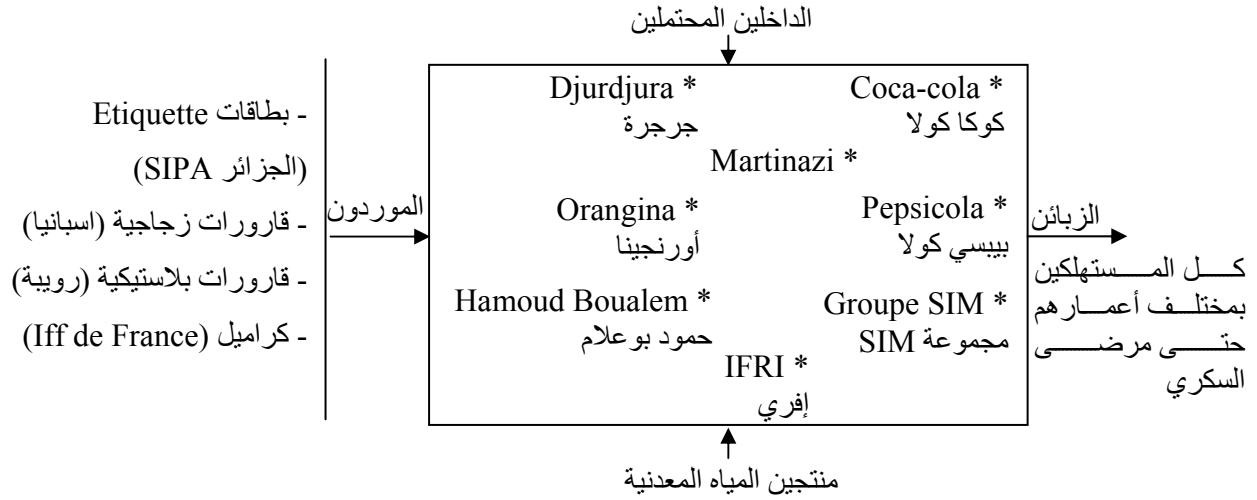 الداخلين المحتملين
- بطاقات Etiquette
(الجزائر SIPA)
- قارورات زجاجية (اسبانيا)
- قارورات بلاستيكية (رويبة)
- كراميل (Iff de France)
الموردون
Coca-cola *
كوكا كولا
Djurdjura *
جرجرة
Martinazi *
Pepsicola *
بيبسي كولا
Orangina *
أورنجينا
Groupe SIM *
مجموعة SIM
Hamoud Boualem *
حمود بوعلام
IFRI *
إفري
الزبائن
كل المستهلكين
بمختلف أعمارهم
حتى مرضى
السكري
منتجين المياه المعدنية